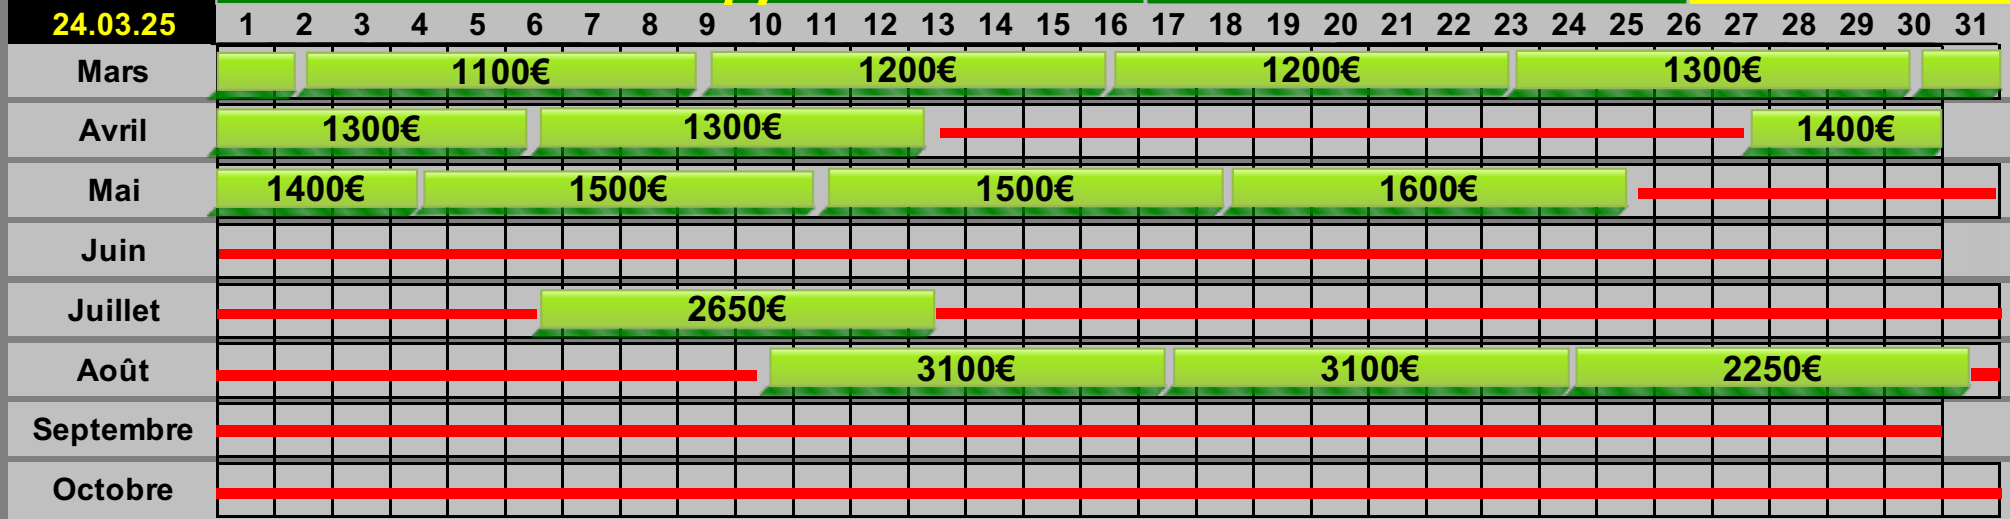 24.03.25 1 2 3 4 5 6 7 8 9 10 11 12 13 14 15 16 17 18 19 20 21 22 23 24 25 26 27 28 29 30 31
Mars 1100€ 1200€ 1200€ 1300€
Avril 1300€ 1300€ 1400€
Mai 1400€ 1500€ 1500€ 1600€
Juin
Juillet 2650€
Août 3100€ 3100€ 2250€
Septembre
Octobre